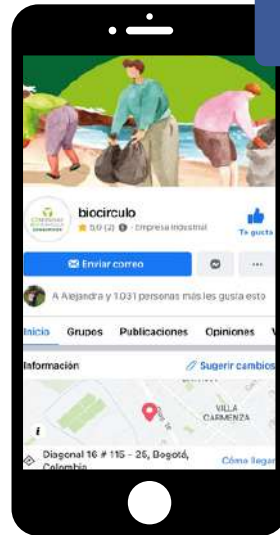 biocirculo
5,0 (2) · Empresa industrial
Te gusta
Enviar correo
A Alejandra y 1.031 personas más les gusta esto
Inicio Grupos Publicaciones Opiniones
Información
Sugerir cambios
VILLA
CARMENZA
Diagonal 16 # 115 - 25, Bogotá,
Colombia
Cómo llegar